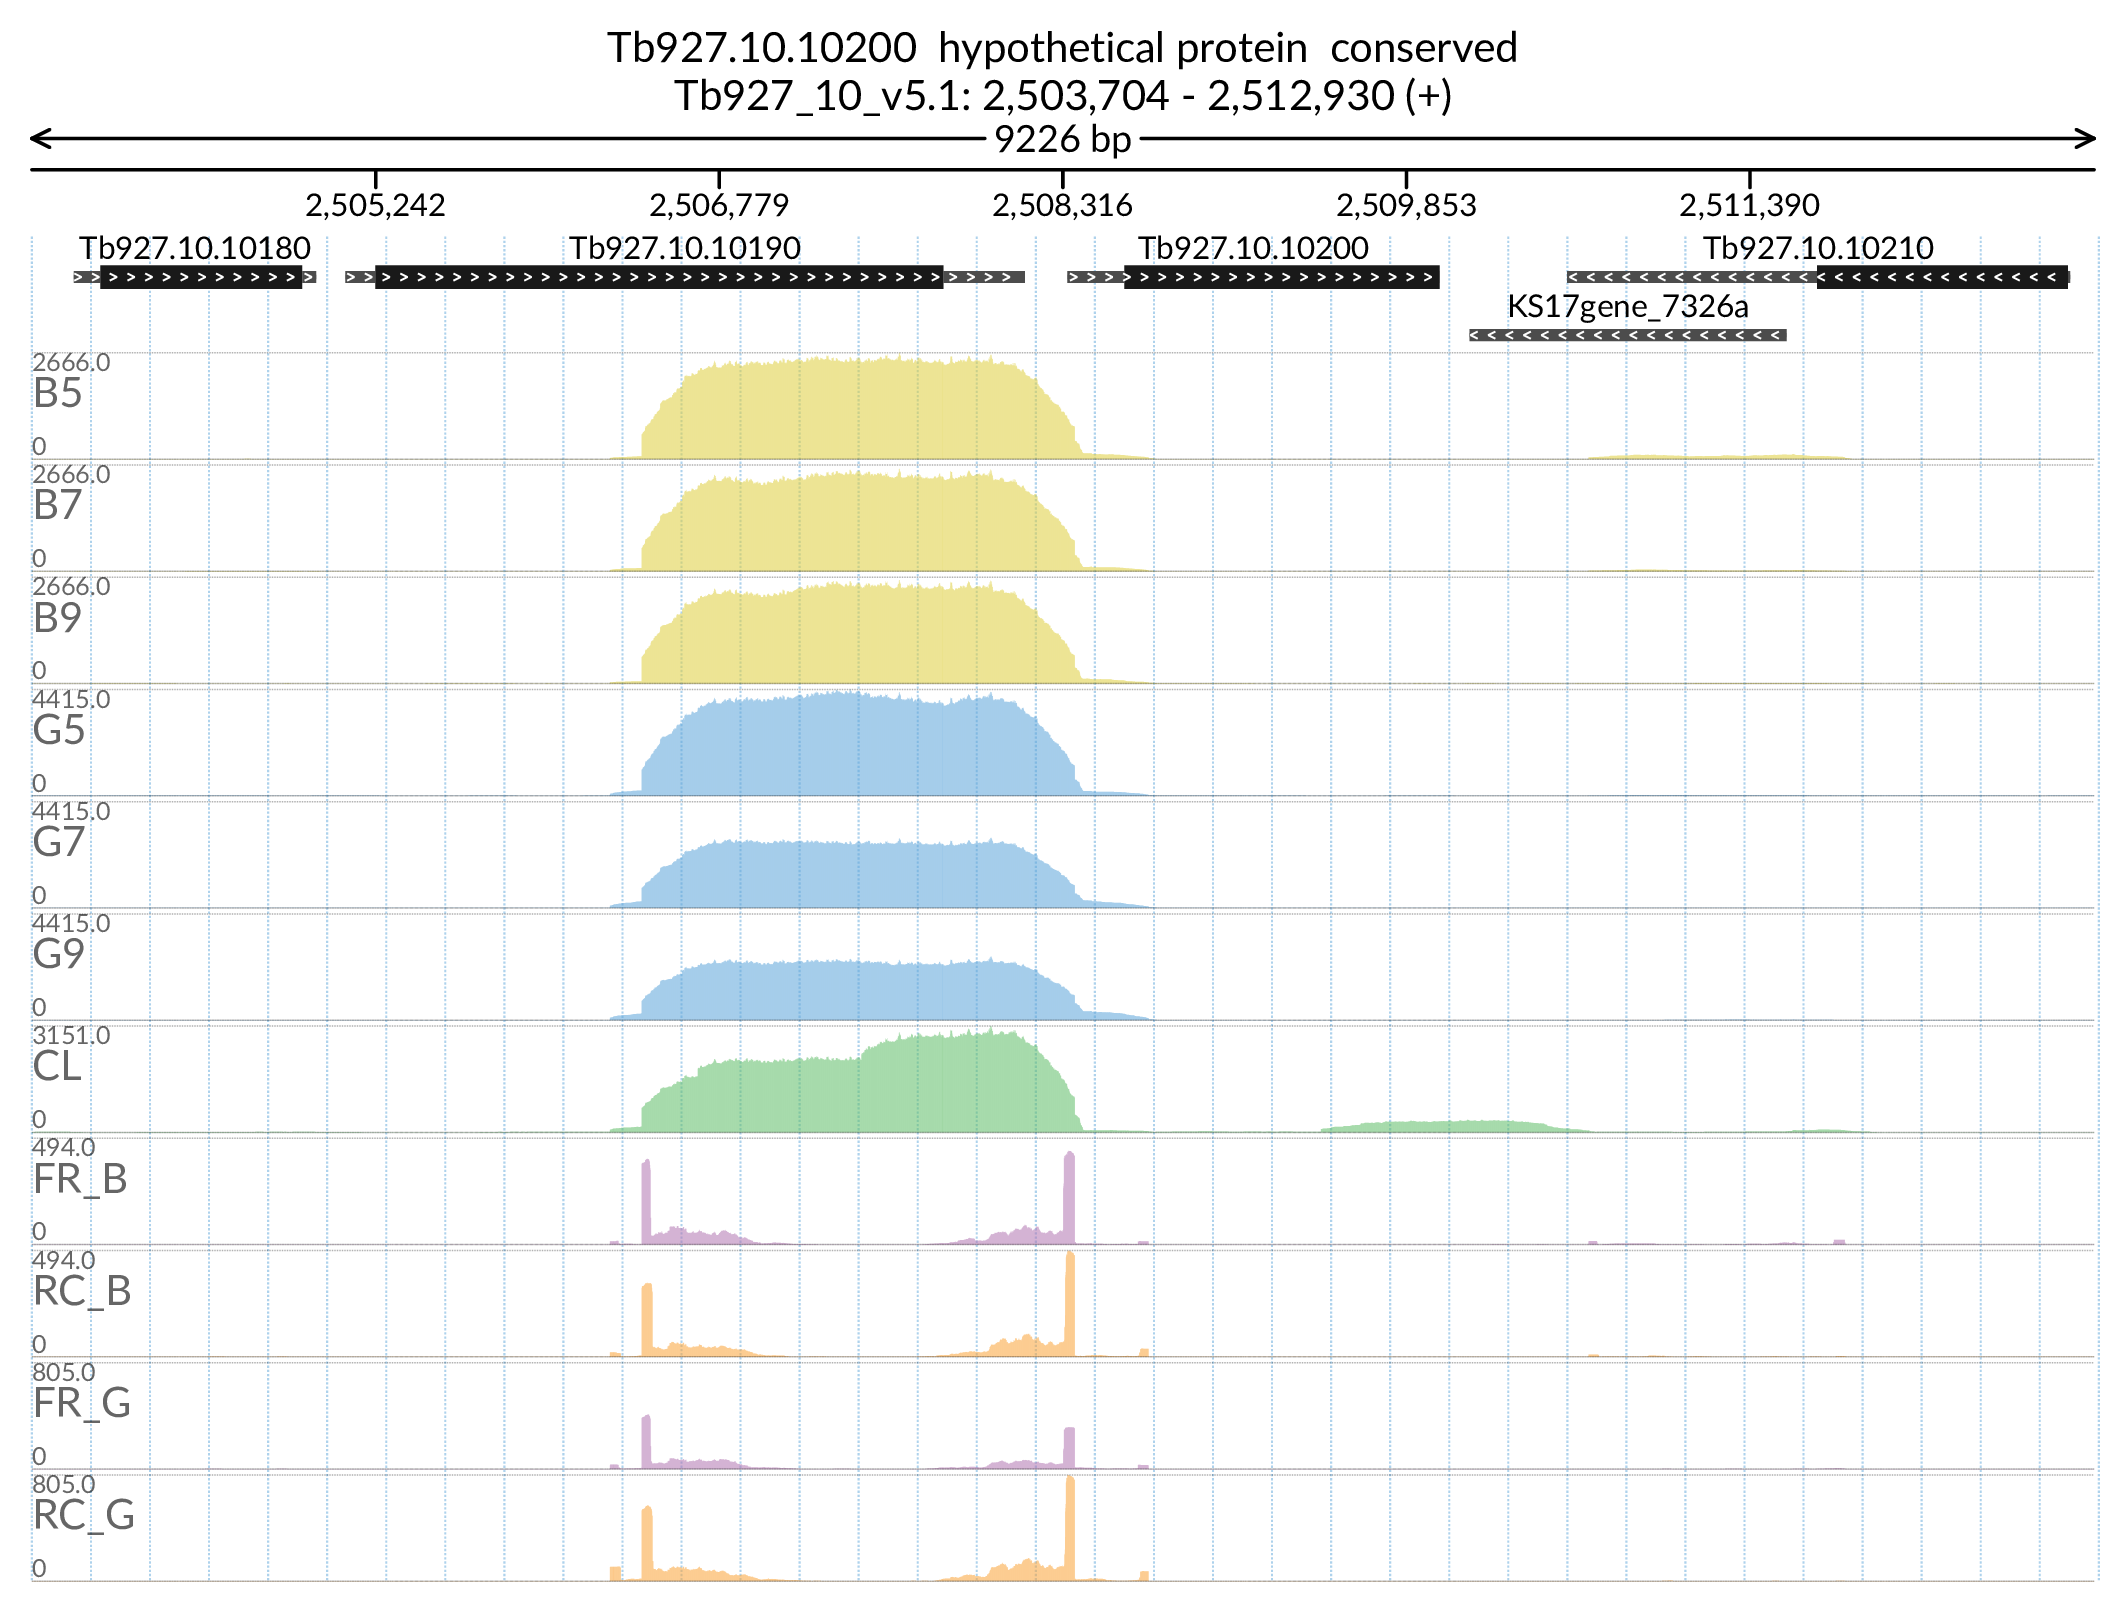 Tb927.10.10200 hypothetical protein conserved
Tb927_10_v5.1: 2,503,704 - 2,512,930 (+)
9226 bp
2,505,242 2,506,779 2,508,316 2,509,853 2,511,390
Tb927.10.10180 Tb927.10.10190 Tb927.10.10200 Tb927.10.10210
KS17gene_7326a
2666.0
B5
0
2666.0
B7
0
2666.0
B9
0
4415.0
G5
0
4415.0
G7
0
4415.0
G9
0
3151.0
CL
0
494.0
FR_B
0
494.0
RC_B
0
805.0
FR_G
0
805.0
RC_G
0